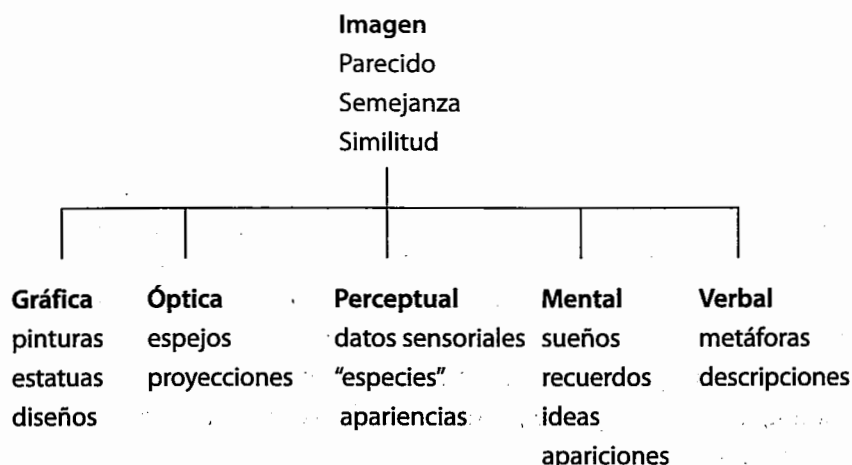 Imagen
Parecido
Semejanza
Similitud
Gráfica
pinturas
estatuas
diseños
Óptica
espejos
proyecciones
Perceptual
datos sensoriales
"especies"
apariencias
Mental
sueños
recuerdos
ideas
apariciones
Verbal
metáforas
descripciones